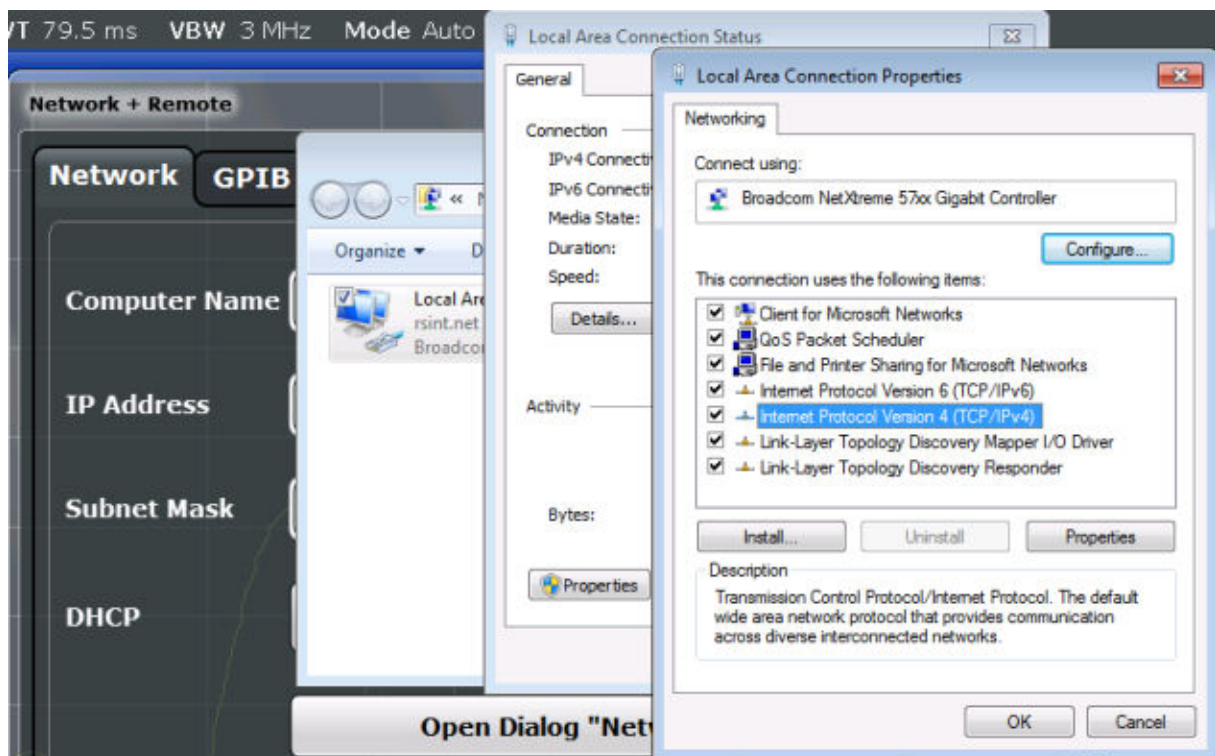 79.5 ms VBW 3 MHz Mode Auto
Network + Remote
Network GPIB
Computer Name
IP Address
Subnet Mask
DHCP
«
Organize
Local
rsint.net
Open Dialog
Local Area Connection Status
General
Connection
IPv4
IPv6
Media State:
Duration:
Speed:
Details...
Activity
Bytes:
Properties
Local Area Connection Properties
Networking
Connect using:
Broadcom NetXtreme 57xx Gigabit Controller
Configure...
This connection uses the following items:
Client for Microsoft Networks
QoS Packet Scheduler
File and Printer Sharing for Microsoft Networks
Internet Protocol Version 6 (TCP/IPv6)
Internet Protocol Version 4 (TCP/IPv4)
Link-Layer Topology Discovery Mapper I/O Driver
Link-Layer Topology Discovery Responder
Install... Uninstall Properties
Description
Transmission Control Protocol/Internet Protocol. The default
wide area network protocol that provides communication
across diverse interconnected networks.
OK Cancel